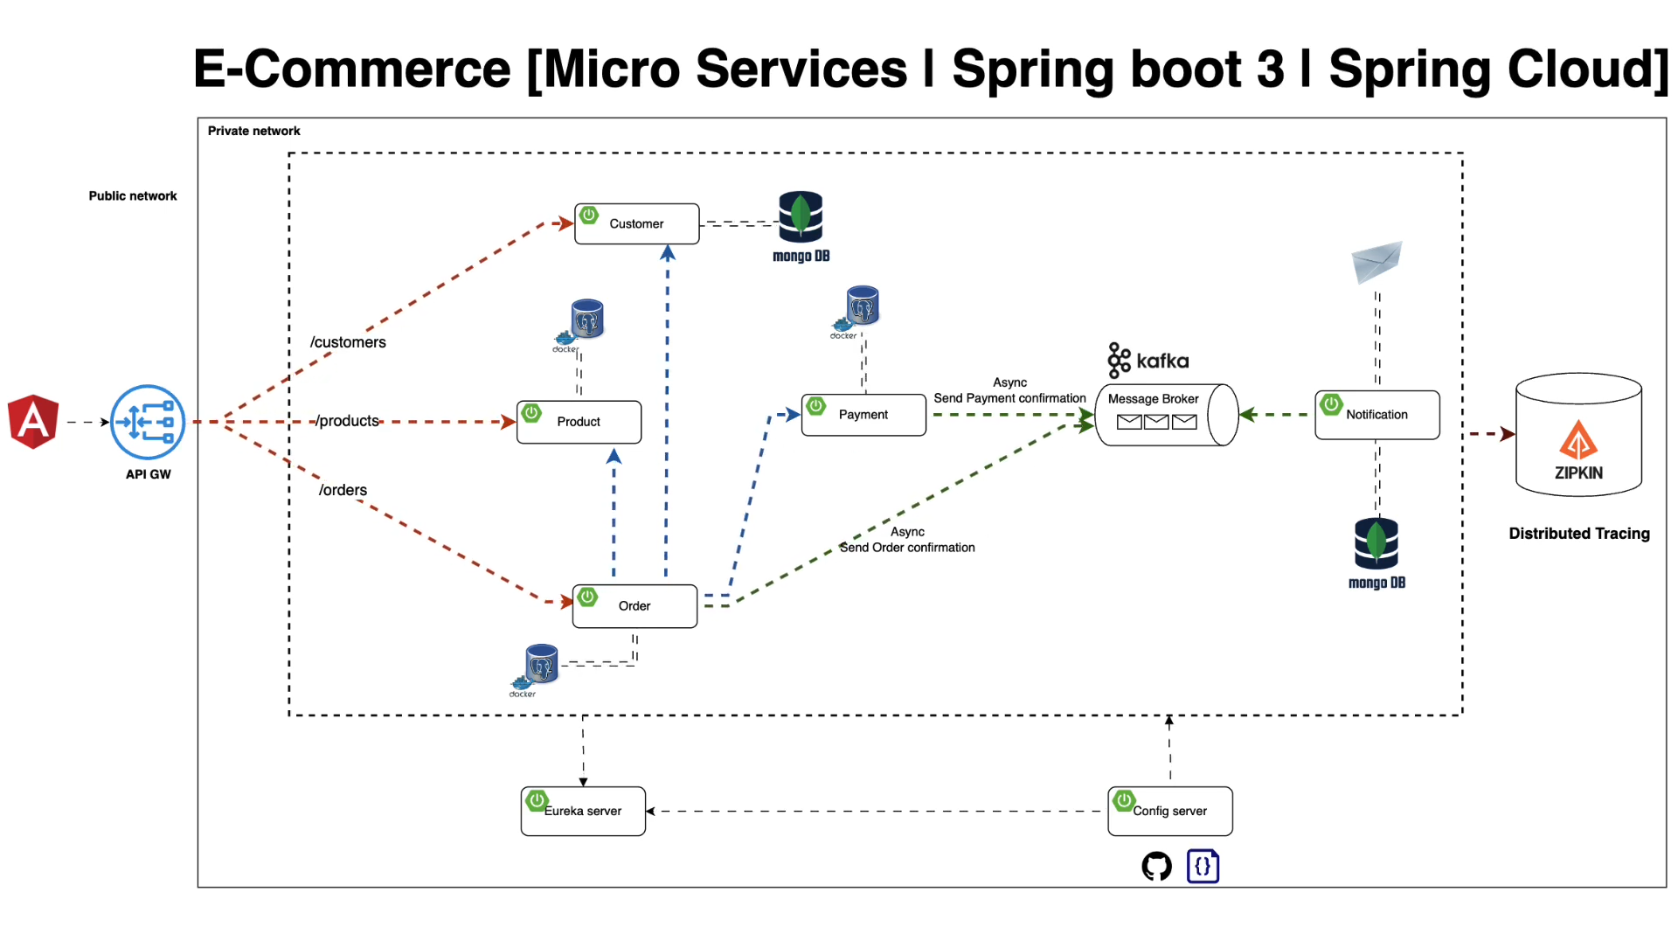 E-Commerce [Micro Services | Spring boot 3 | Spring Cloud]
Private network
Public network
Customer
mongo DB
docker
docker
/customers
kafka
Async
Send Payment confirmation
Message Broker
/products
Product
Payment
Notification
API GW
ZIPKIN
/orders
Async
Send Order confirmation
Distributed Tracing
mongo DB
Order
docker
Eureka server
Config server
{}